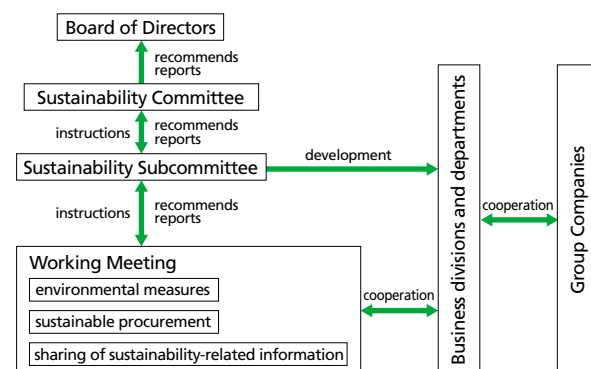 Board of Directors
recommends
reports
Sustainability Committee
instructions
recommends
reports
Sustainability Subcommittee
development
instructions
recommends
reports
Working Meeting
environmental measures
sustainable procurement
sharing of sustainability-related information
cooperation
Business divisions and departments
cooperation
Group Companies